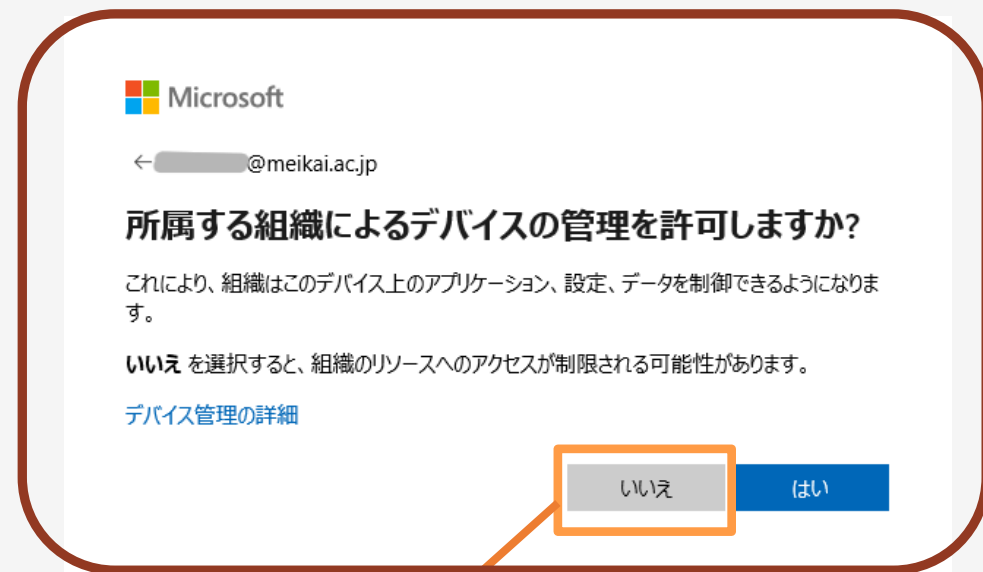 Microsoft
← @meikai.ac.jp
所属する組織によるデバイスの管理を許可しますか?
これにより、組織はこのデバイス上のアプリケーション、設定、データを制御できるようになりま
す。
いいえ を選択すると、組織のリソースへのアクセスが制限される可能性があります。
デバイス管理の詳細
いいえ はい